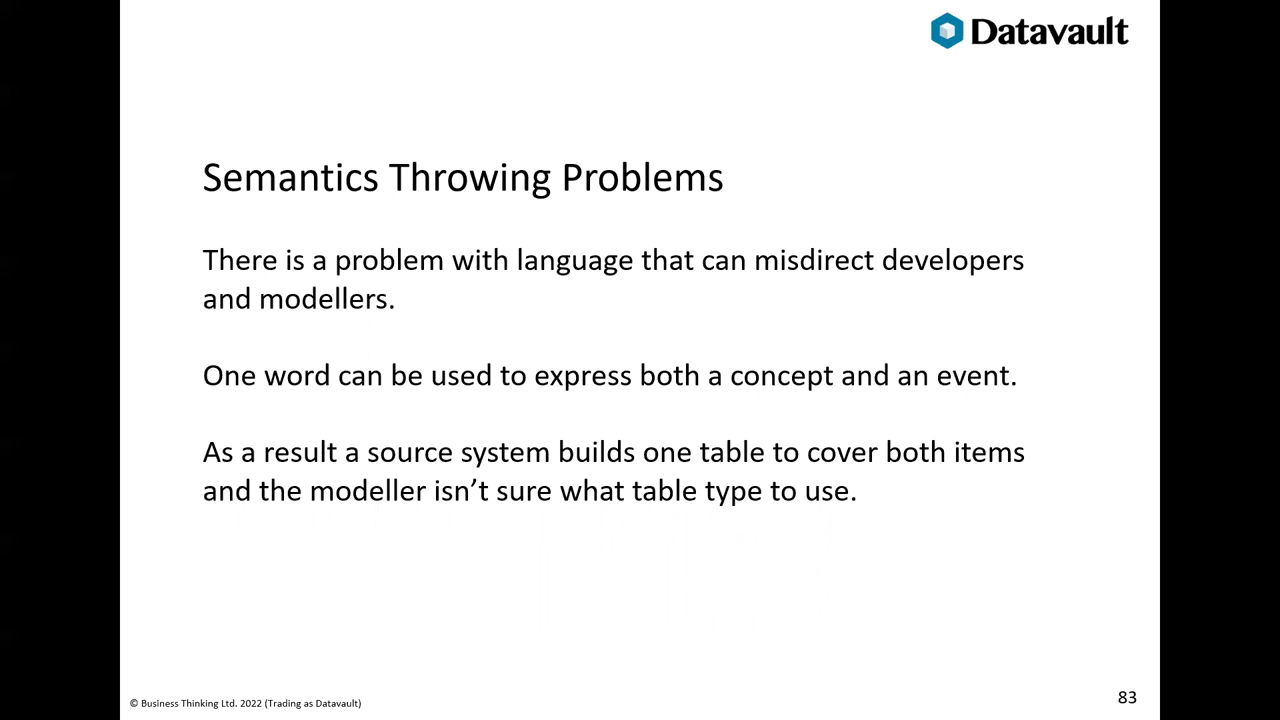 Datavault
Semantics Throwing Problems
There is a problem with language that can misdirect developers
and modellers.
One word can be used to express both a concept and an event.
As a result a source system builds one table to cover both items
and the modeller isn’t sure what table type to use.
© Business Thinking Ltd. 2022 (Trading as Datavault)
83